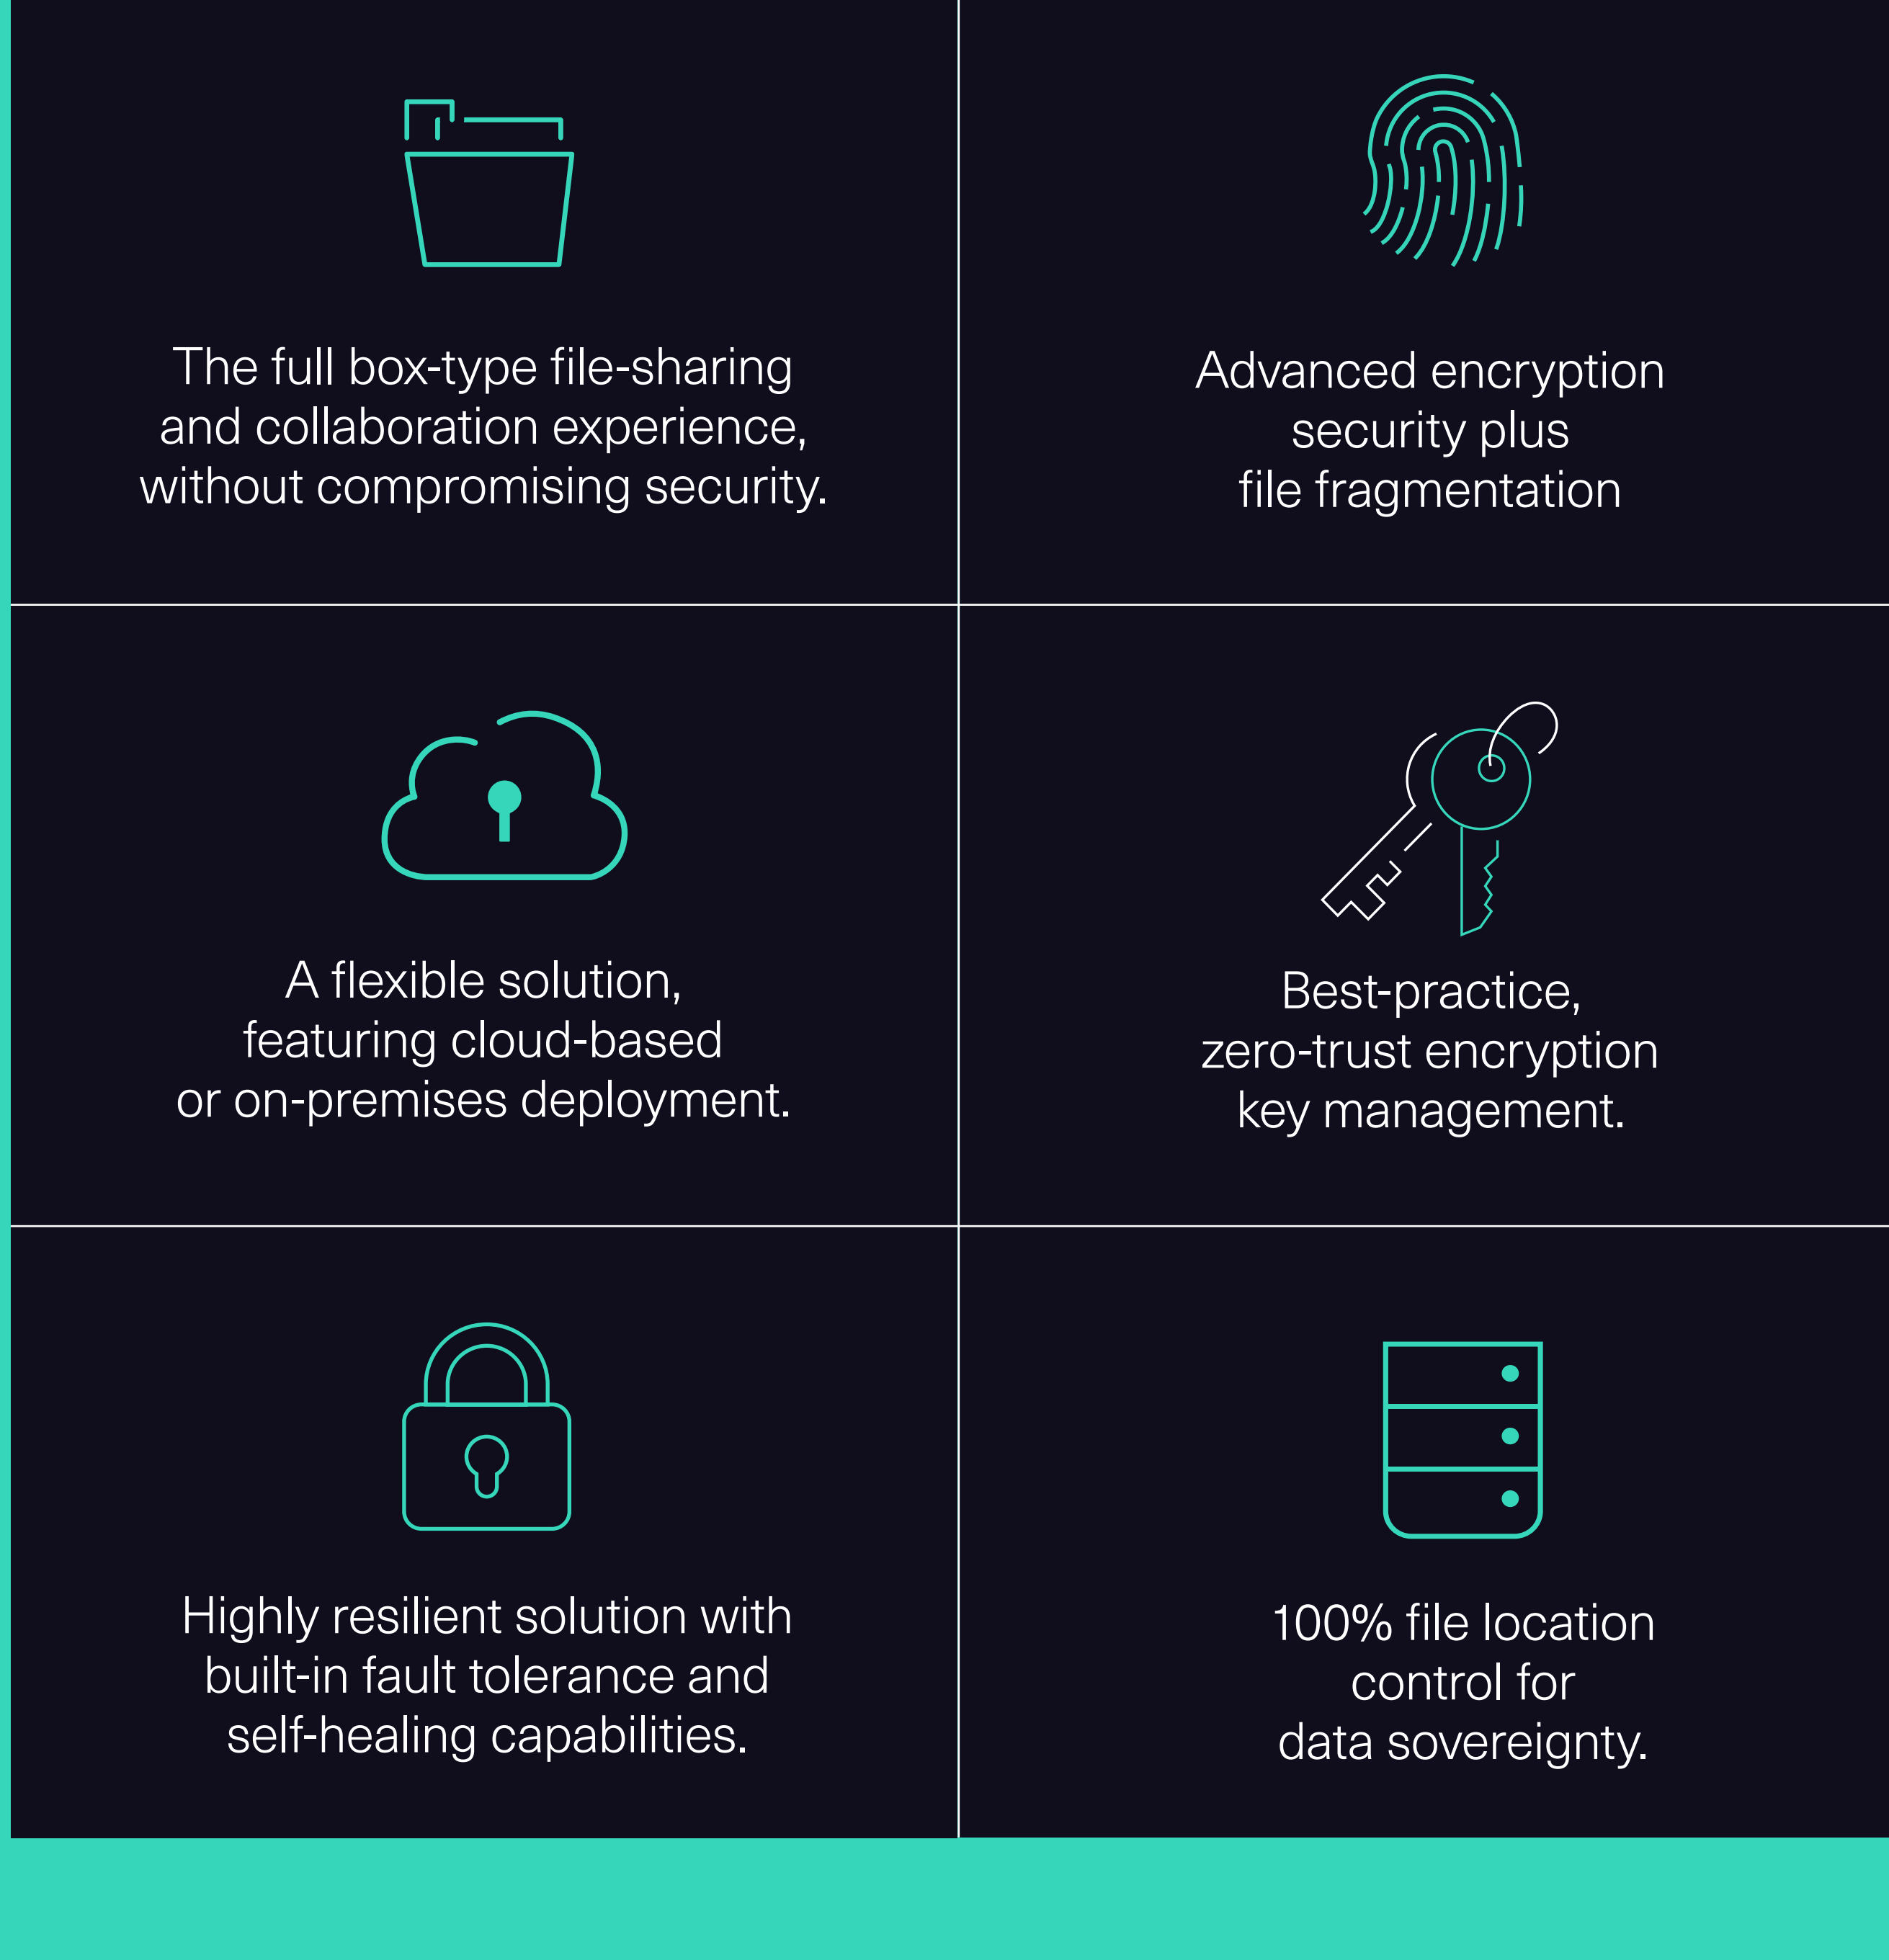 The full box-type file-sharing
and collaboration experience,
without compromising security.
Advanced encryption
security plus
file fragmentation
A flexible solution,
featuring cloud-based
or on-premises deployment.
Best-practice,
zero-trust encryption
key management.
Highly resilient solution with
built-in fault tolerance and
self-healing capabilities.
100% file location
control for
data sovereignty.